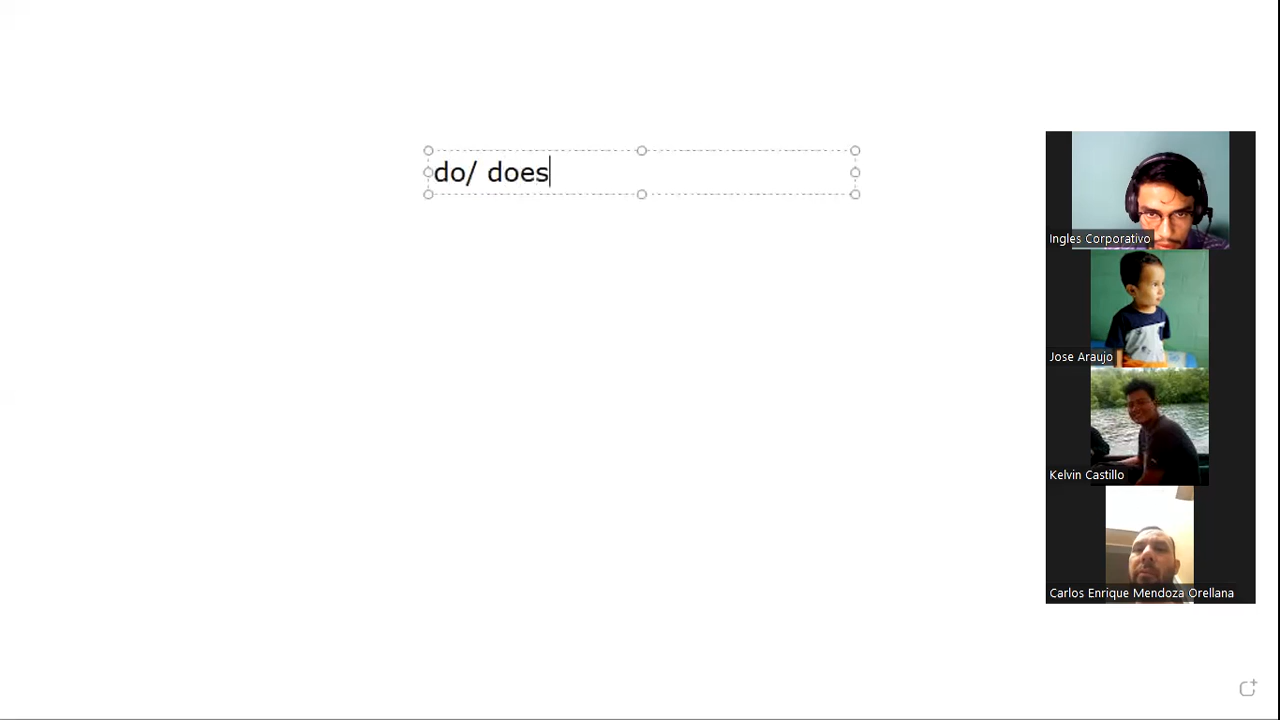 do/ does
Ingles Corporativo
Jose Araujo
Kelvin Castillo
Carlos Enrique Mendoza Orellana